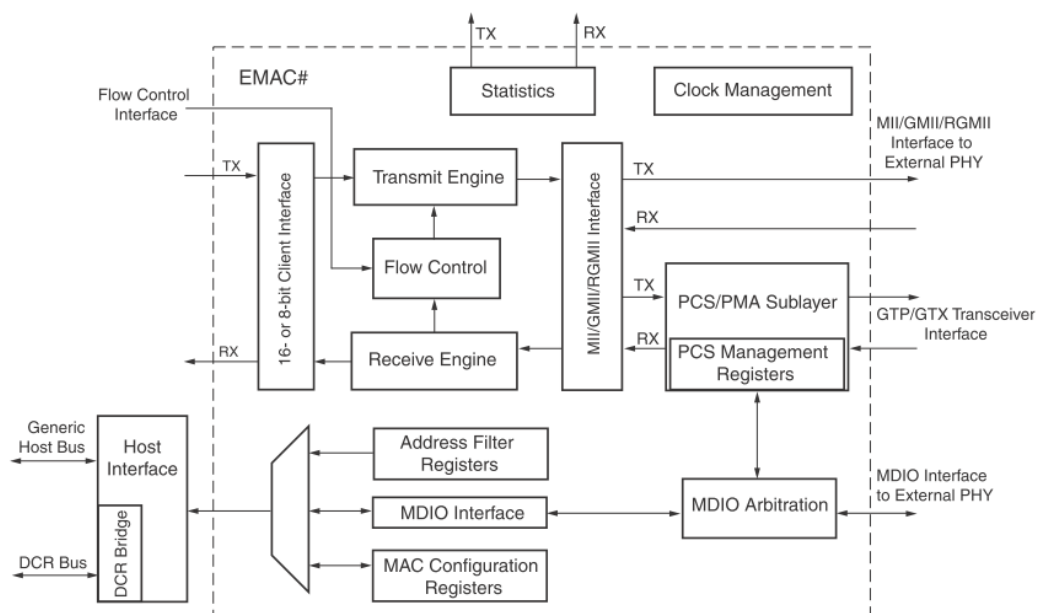 TX
RX
EMAC#
Statistics
Clock Management
Flow Control
Interface
MII/GMII/RGMII
Interface to
External PHY
TX
16- or 8-bit Client Interface
Transmit Engine
MII/GMII/RGMII Interface
TX
RX
Flow Control
TX
PCS/PMA Sublayer
GTP/GTX Transceiver
Interface
RX
Receive Engine
RX
PCS Management
Registers
Generic
Host Bus
Host
Interface
Address Filter
Registers
MDIO Interface
to External PHY
MDIO Interface
MDIO Arbitration
DCR Bus
DCR Bridge
MAC Configuration
Registers